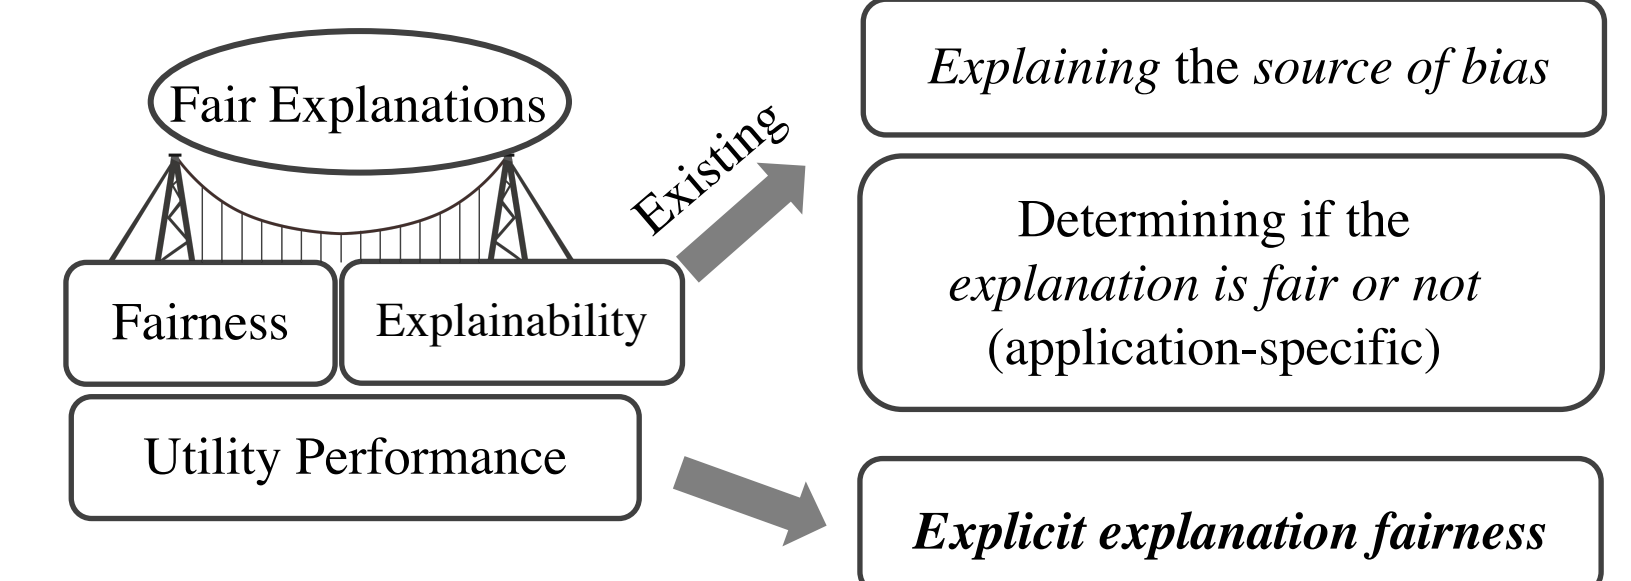 Fair Explanations
Fairness
Explainability
Utility Performance
Existing
Explaining the source of bias
Determining if the
explanation is fair or not
(application-specific)
Explicit explanation fairness